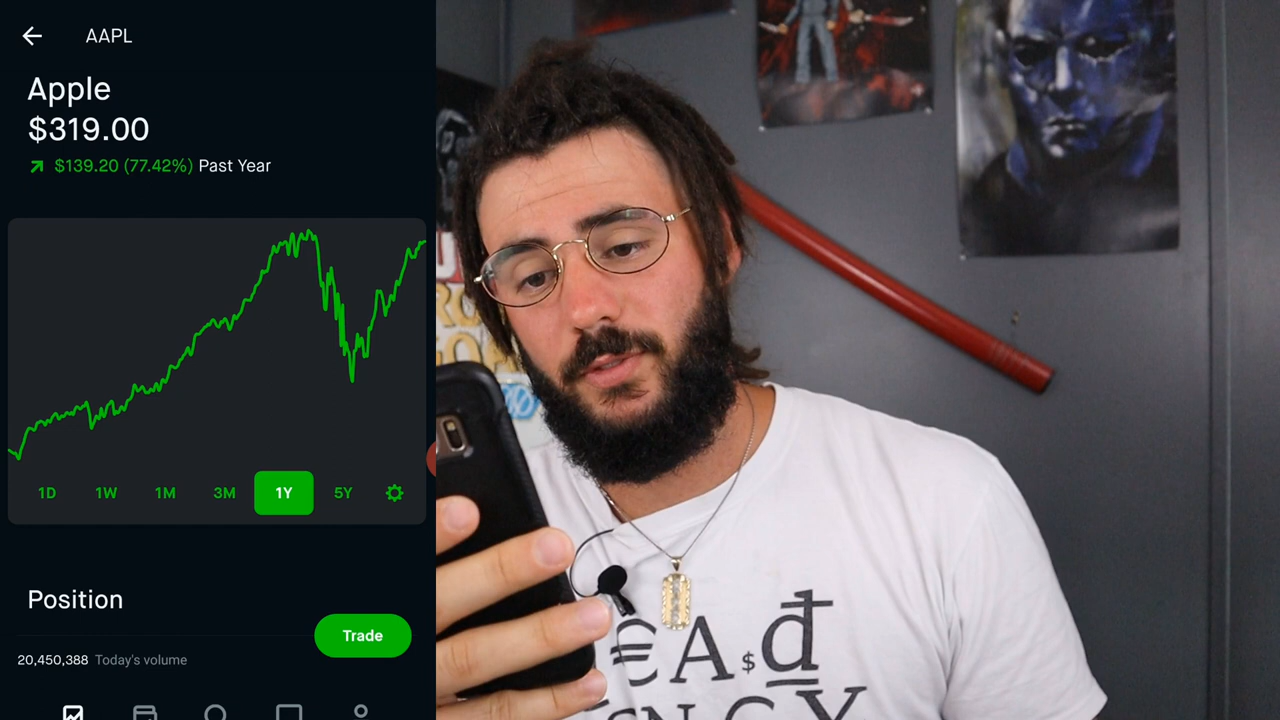 AAPL
Apple
$319.00
$139.20 (77.42%) Past Year
1D 1W 1M 3M 1Y 5Y
Position
Trade
20,450,388 Today's volume
€A$đ